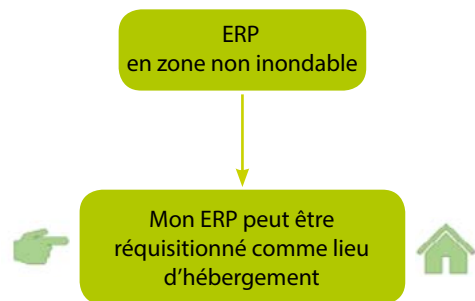 ERP
en zone non inondable
Mon ERP peut être
réquisitionné comme lieu
d’hébergement